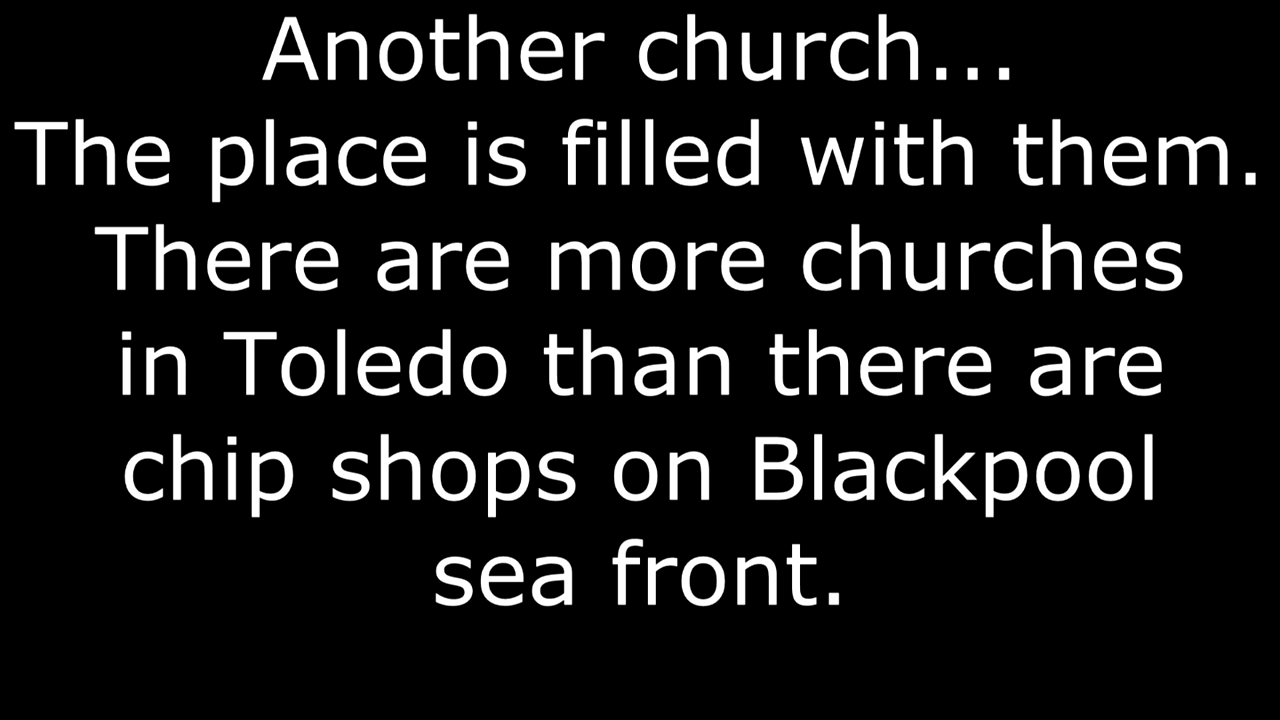 Another church...
The place is filled with them.
There are more churches
in Toledo than there are
chip shops on Blackpool
sea front.